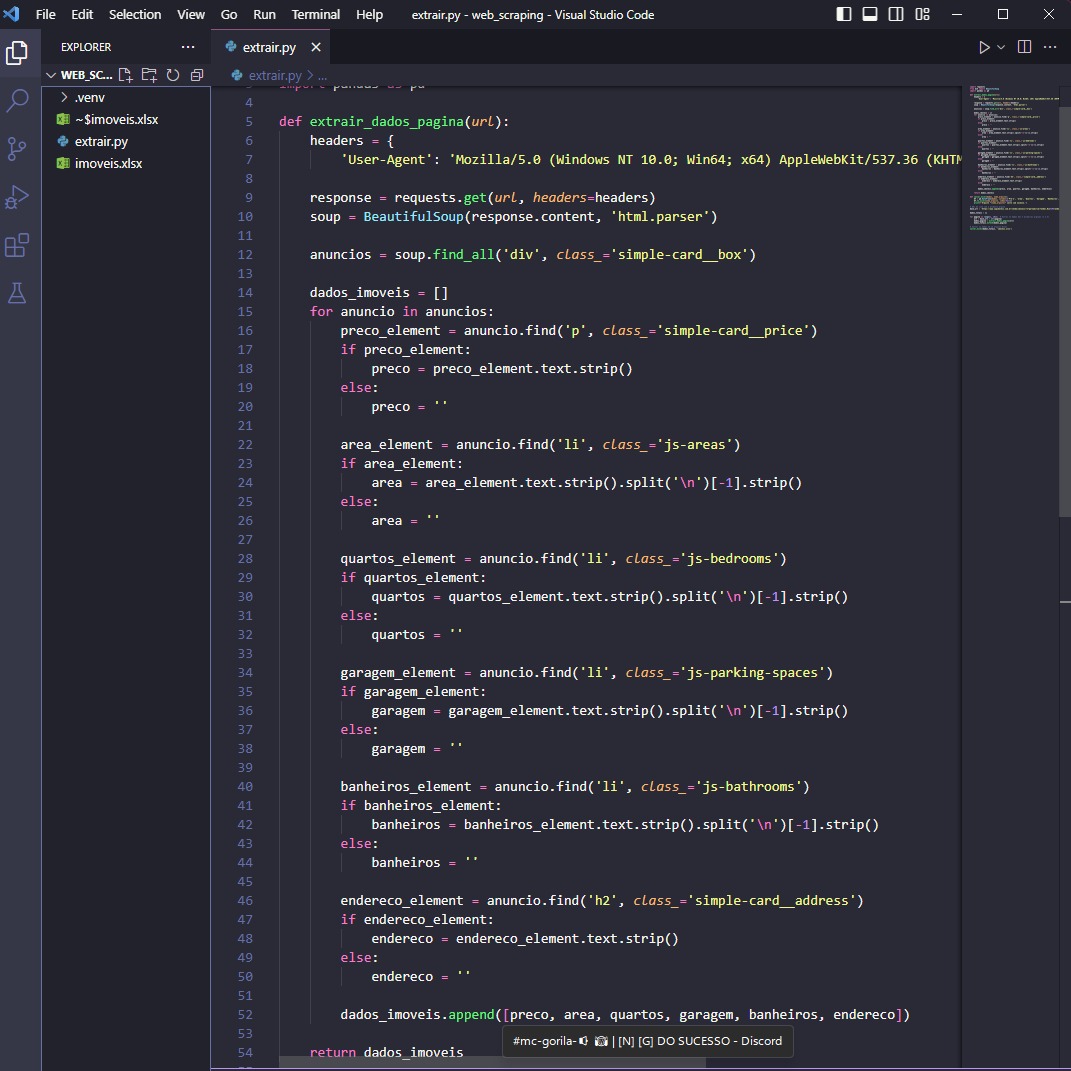 File Edit Selection View Go Run Terminal Help extrair.py - web_scraping - Visual Studio Code
EXPLORER ...
extrair.py
WEB_SC...
extrair.py > ...
.venv
~$imoveis.xlsx
extrair.py
imoveis.xlsx
3 import pandas as pd
4
5 def extrair_dados_pagina(url):
6 headers = {
7 'User-Agent': 'Mozilla/5.0 (Windows NT 10.0; Win64; x64) AppleWebKit/537.36 (KHTM
8
9 response = requests.get(url, headers=headers)
10 soup = BeautifulSoup(response.content, 'html.parser')
11
12 anuncios = soup.find_all('div', class_='simple-card__box')
13
14 dados_imoveis = []
15 for anuncio in anuncios:
16 preco_element = anuncio.find('p', class_='simple-card__price')
17 if preco_element:
18 preco = preco_element.text.strip()
19 else:
20 preco = ''
21
22 area_element = anuncio.find('li', class_='js-areas')
23 if area_element:
24 area = area_element.text.strip().split('\n')[-1].strip()
25 else:
26 area = ''
27
28 quartos_element = anuncio.find('li', class_='js-bedrooms')
29 if quartos_element:
30 quartos = quartos_element.text.strip().split('\n')[-1].strip()
31 else:
32 quartos = ''
33
34 garagem_element = anuncio.find('li', class_='js-parking-spaces')
35 if garagem_element:
36 garagem = garagem_element.text.strip().split('\n')[-1].strip()
37 else:
38 garagem = ''
39
40 banheiros_element = anuncio.find('li', class_='js-bathrooms')
41 if banheiros_element:
42 banheiros = banheiros_element.text.strip().split('\n')[-1].strip()
43 else:
44 banheiros = ''
45
46 endereco_element = anuncio.find('h2', class_='simple-card__address')
47 if endereco_element:
48 endereco = endereco_element.text.strip()
49 else:
50 endereco = ''
51
52 dados_imoveis.append([preco, area, quartos, garagem, banheiros, endereco])
53
54 return dados_imoveis
#mc-gorila- | [N] [G] DO SUCESSO - Discord